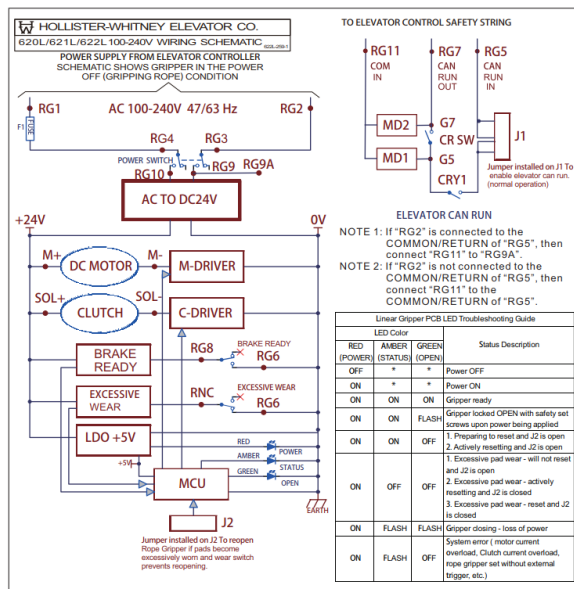 HOLLISTER-WHITNEY ELEVATOR CO.
620L/621L/622L 100-240V WIRING SCHEMATIC
POWER SUPPLY FROM ELEVATOR CONTROLLER
SCHEMATIC SHOWS GRIPPER IN THE POWER
OFF (GRIPPING ROPE) CONDITION
RG1
AC 100-240V 47/63 Hz
RG2
F1
FUSE
RG4
RG3
POWER SWITCH
RG10
RG9
RG9A
AC TO DC24V
+24V
0V
M+
DC MOTOR
M-
M-DRIVER
SOL+
CLUTCH
SOL-
C-DRIVER
BRAKE
READY
RG8
BRAKE READY
RG6
EXCESSIVE
WEAR
RNC
EXCESSIVE WEAR
RG6
LDO +5V
+5V
RED
POWER
AMBER
STATUS
GREEN
OPEN
MCU
EARTH
J2
Jumper installed on J2 To reopen
Rope Gripper if pads become
excessively worn and wear switch
prevents reopening.
TO ELEVATOR CONTROL SAFETY STRING
RG11
COM
IN
RG7
CAN
RUN
OUT
RG5
CAN
RUN
IN
MD2
G7
CR SW
MD1
G5
CRY1
J1
Jumper installed on J1 To
enable elevator can run.
(normal operation)
ELEVATOR CAN RUN
NOTE 1: If "RG2" is connected to the
COMMON/RETURN of "RG5", then
connect "RG11" to "RG9A".
NOTE 2: If "RG2" is not connected to the
COMMON/RETURN of "RG5", then
connect "RG11" to the
COMMON/RETURN of "RG5".
Linear Gripper PCB LED Troubleshooting Guide
LED Color
Status Description
RED (POWER) AMBER (STATUS) GREEN (OPEN)
OFF * * Power OFF
ON * * Power ON
ON ON ON Gripper ready
ON ON FLASH Gripper locked OPEN with safety set
screws upon power being applied
ON ON OFF 1. Preparing to reset and J2 is open
2. Actively resetting and J2 is open
ON OFF OFF 1. Excessive pad wear - will not reset
and J2 is open
2. Excessive pad wear - actively
resetting and J2 is closed
3. Excessive pad wear - reset and J2
is closed
ON FLASH FLASH Gripper closing - loss of power
ON FLASH OFF System error ( motor current
overload, Clutch current overload,
rope gripper set without external
trigger, etc.)